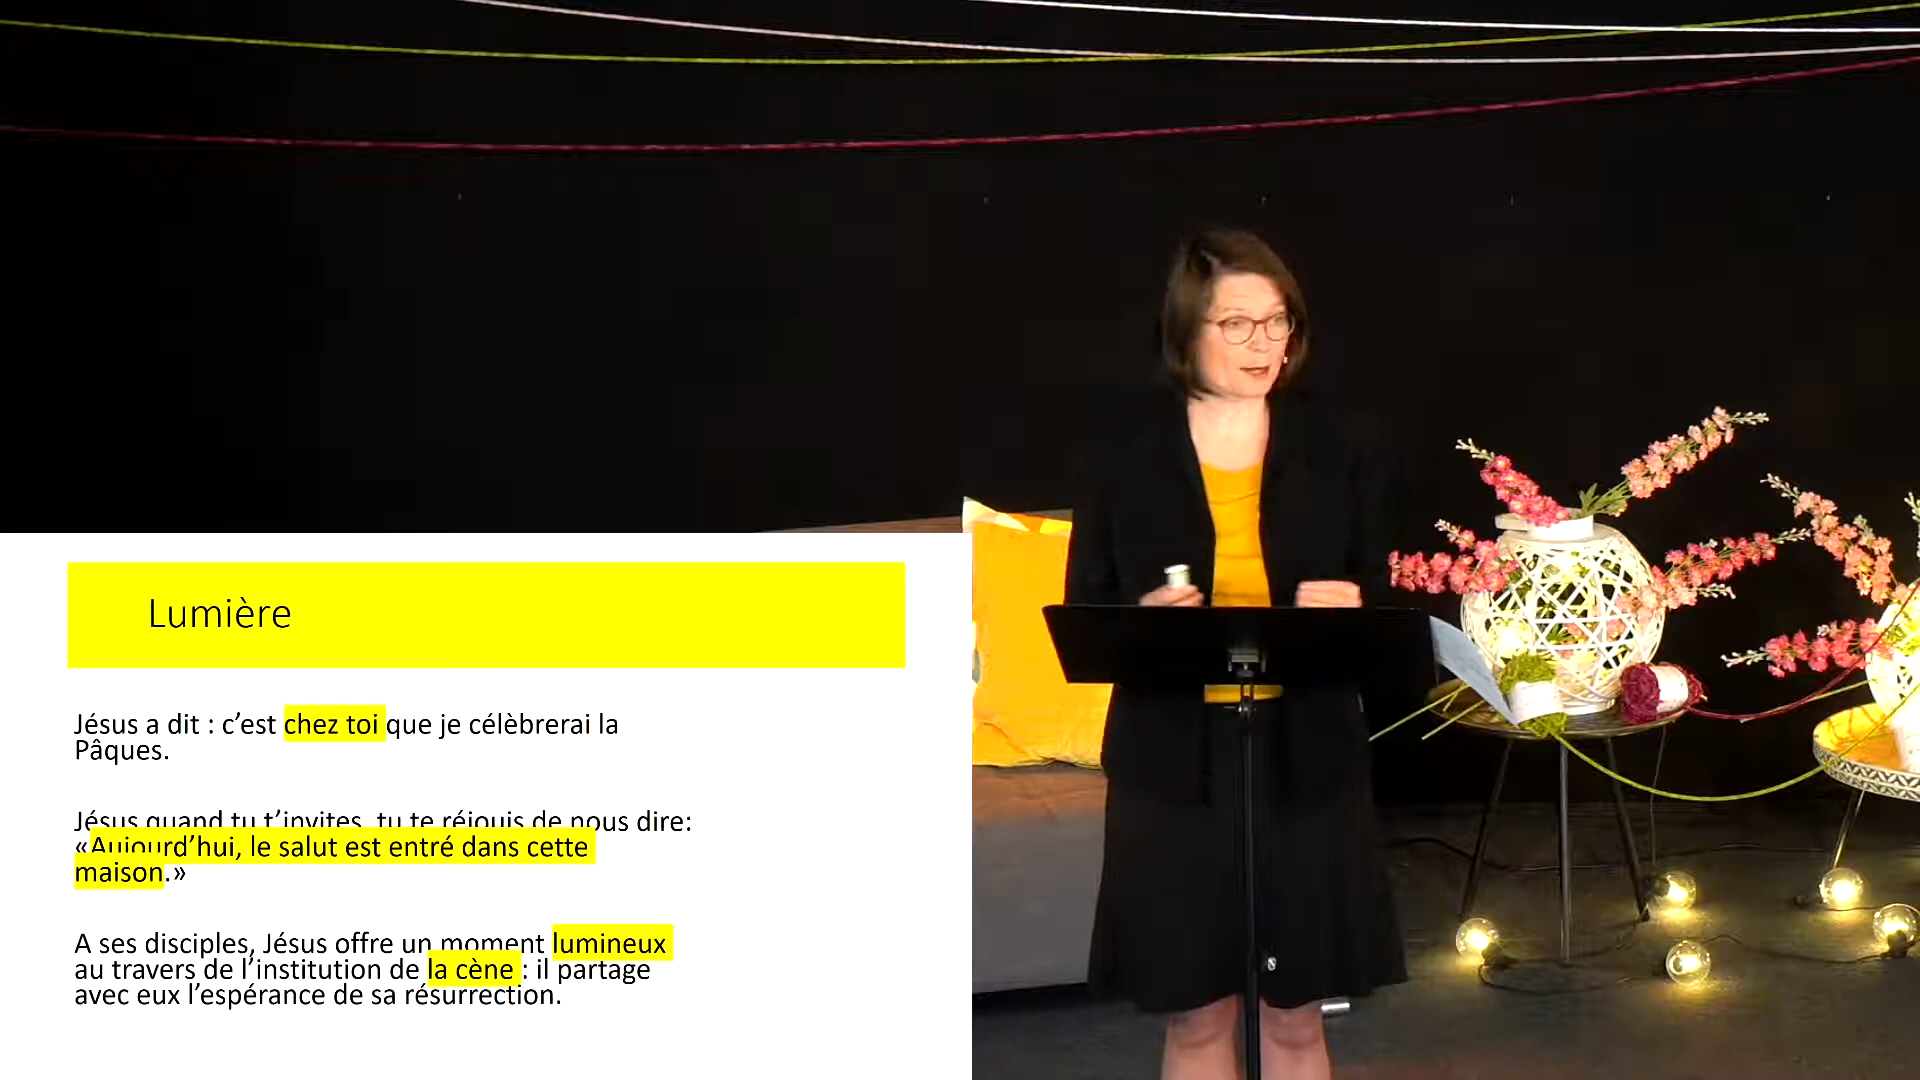 Lumière
Jésus a dit : c’est chez toi que je célèbrerai la
Pâques.
Jésus quand tu t’invites, tu te réjouis de nous dire:
«Aujourd’hui, le salut est entré dans cette
maison.»
A ses disciples, Jésus offre un moment lumineux
au travers de l’institution de la cène : il partage
avec eux l’espérance de sa résurrection.